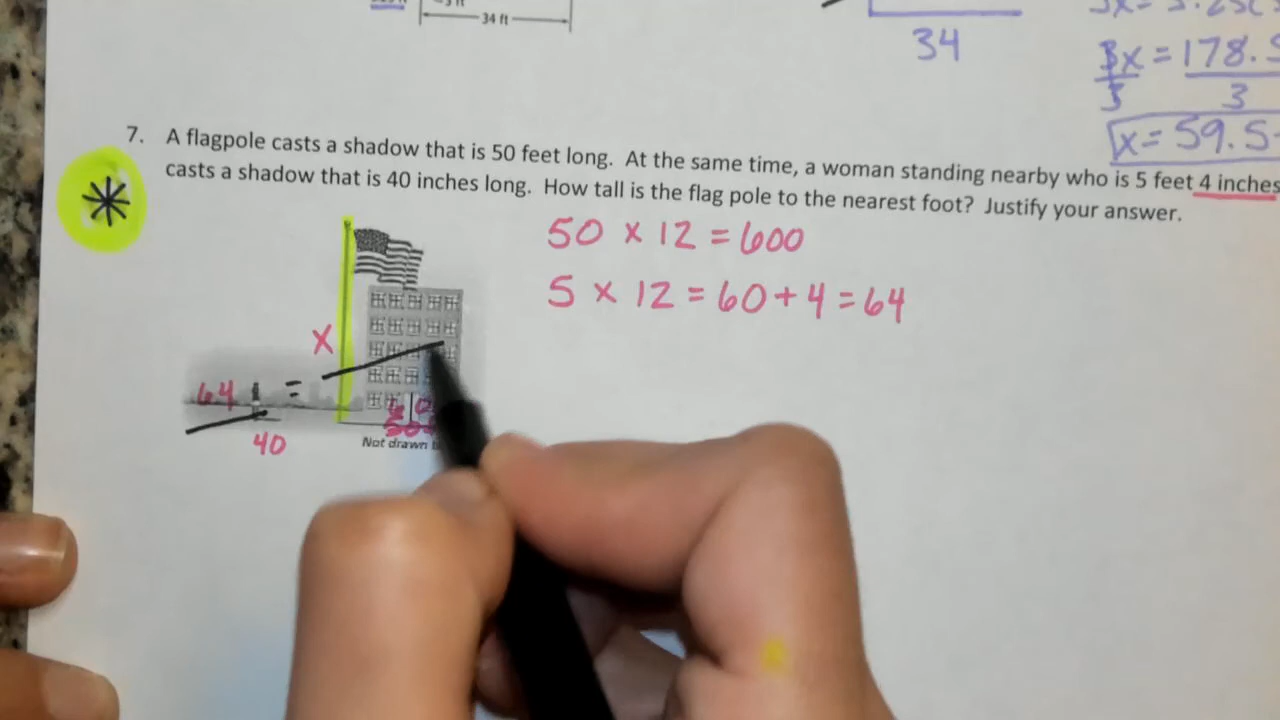 34 ft
34
x = 178.5
3
x = 59.5
7. A flagpole casts a shadow that is 50 feet long. At the same time, a woman standing nearby who is 5 feet 4 inches
casts a shadow that is 40 inches long. How tall is the flag pole to the nearest foot? Justify your answer.
50 x 12 = 600
5 x 12 = 60 + 4 = 64
X
64 =
40
Not drawn